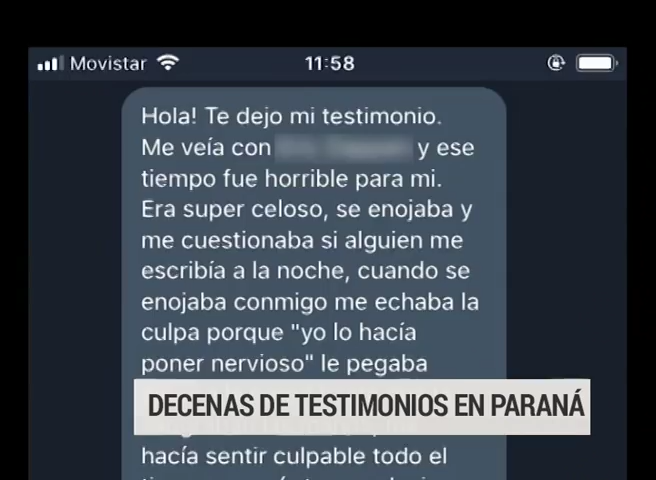 Movistar 11:58
Hola! Te dejo mi testimonio.
Me veía con y ese
tiempo fue horrible para mi.
Era super celoso, se enojaba y
me cuestionaba si alguien me
escribía a la noche, cuando se
enojaba conmigo me echaba la
culpa porque "yo lo hacía
poner nervioso" le pegaba
DECENAS DE TESTIMONIOS EN PARANÁ
hacía sentir culpable todo el